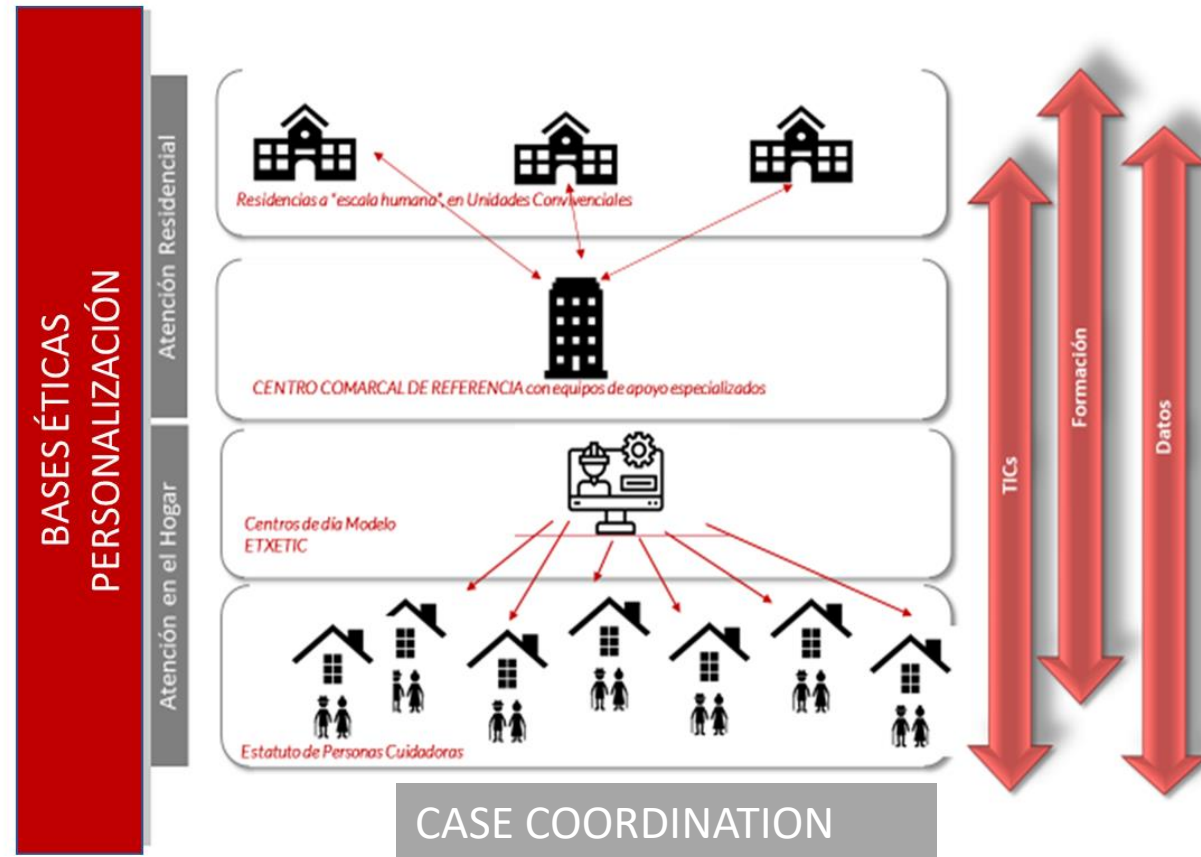 BASES ÉTICAS
PERSONALIZACIÓN
Atención Residencial
Residencias a "escala humana", en Unidades Convivenciales
CENTRO COMARCAL DE REFERENCIA con equipos de apoyo especializados
Atención en el Hogar
Centros de día Modelo
ETXETIC
Estatuto de Personas Cuidadoras
TICs
Formación
Datos
CASE COORDINATION